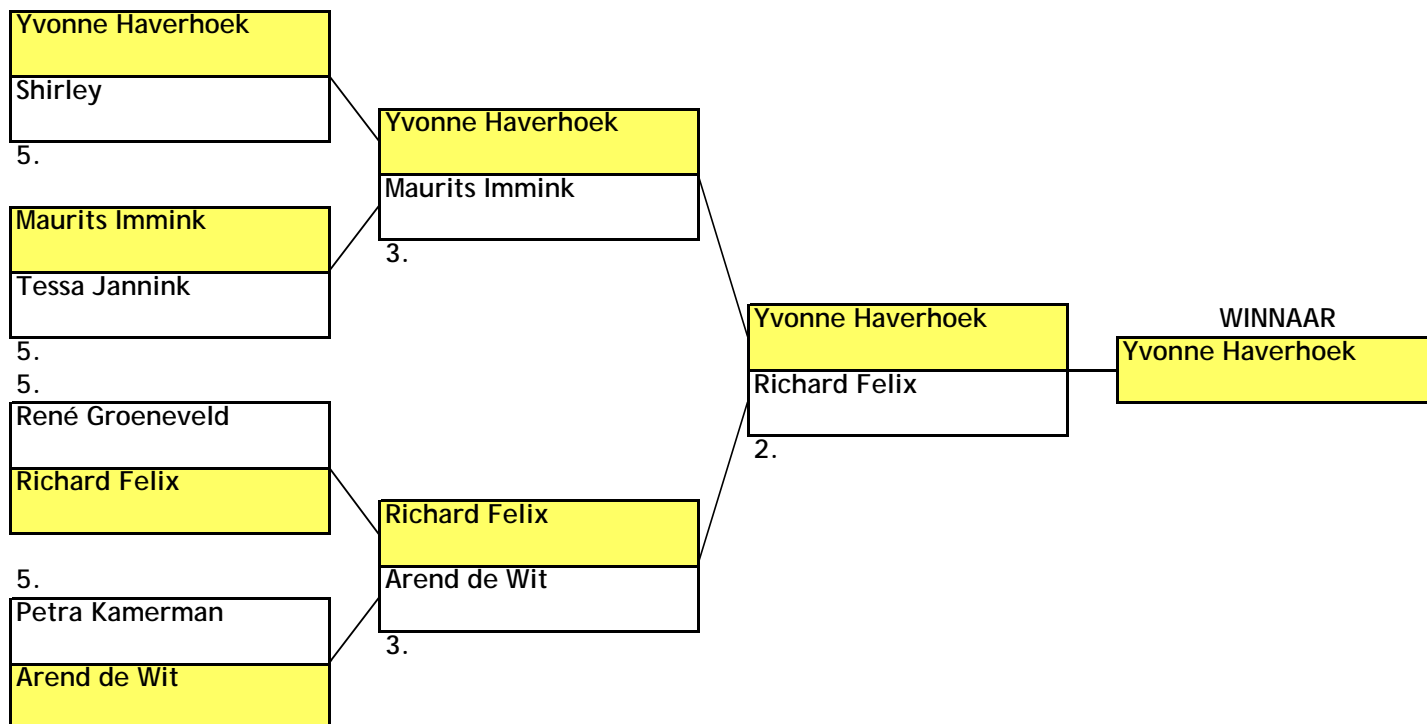 Yvonne Haverhoek
Shirley
5.
Maurits Immink
Tessa Jannink
5.
5.
René Groeneveld
Richard Felix
5.
Petra Kamerman
Arend de Wit
Yvonne Haverhoek
Maurits Immink
3.
Richard Felix
Arend de Wit
3.
Yvonne Haverhoek
Richard Felix
2.
WINNAAR
Yvonne Haverhoek